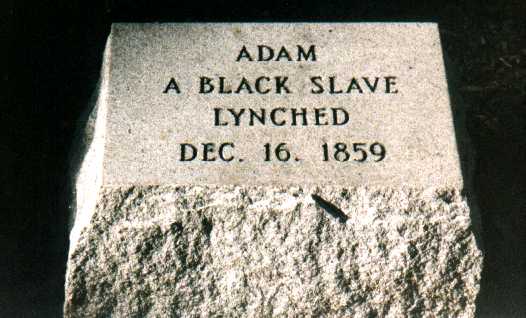 ADAM
A BLACK SLAVE
LYNCHED
DEC. 16. 1859